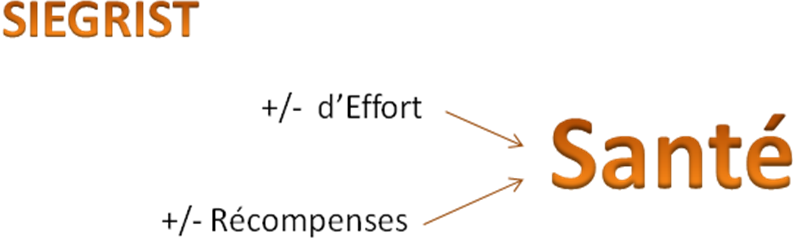 SIEGRIST
+/-  d’Effort
Santé
+/- Récompenses